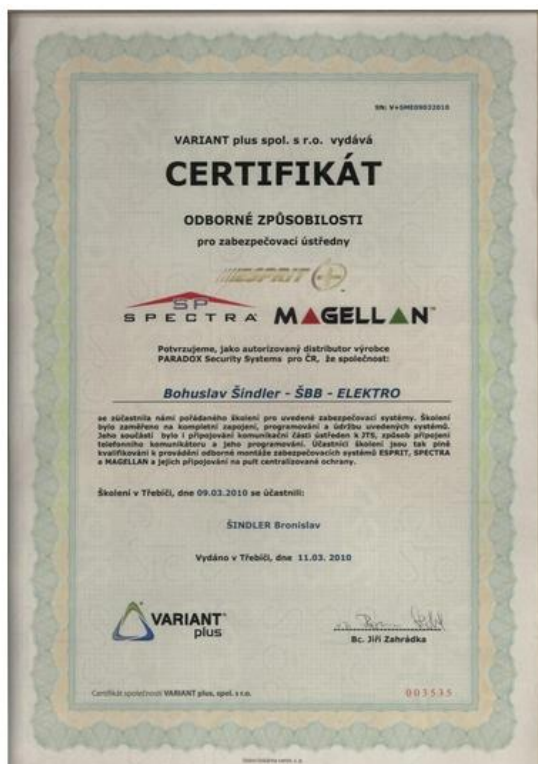 SN: V+SME09032010
VARIANT plus spol. s r.o. vydává
CERTIFIKÁT
ODBORNÉ ZPŮSOBILOSTI
pro zabezpečovací ústředny
ESPRIT
SP
SPECTRA MAGELLAN™
Potvrzujeme, jako autorizovaný distributor výrobce
PARADOX Security Systems pro ČR, že společnost:
Bohuslav Šindler - ŠBB - ELEKTRO
se zúčastnila námi pořádaného školení pro uvedené zabezpečovací systémy. Školení
bylo zaměřeno na kompletní zapojení, programování a údržbu uvedených systémů.
Jeho součástí bylo i připojování komunikační části ústředen k JTS, způsob připojení
telefonního komunikátoru a jeho programování. Účastníci školení jsou tak plně
kvalifikováni k provádění odborné montáže zabezpečovacích systémů ESPRIT, SPECTRA
a MAGELLAN a jejich připojování na pult centralizované ochrany.
Školení v Třebíči, dne 09.03.2010 se účastnili:
ŠINDLER Bronislav
Vydáno v Třebíči, dne 11.03. 2010
VARIANT®
plus
Bc. Jiří Zahrádka
Certifikát společnosti VARIANT plus, spol. s r.o.
003535